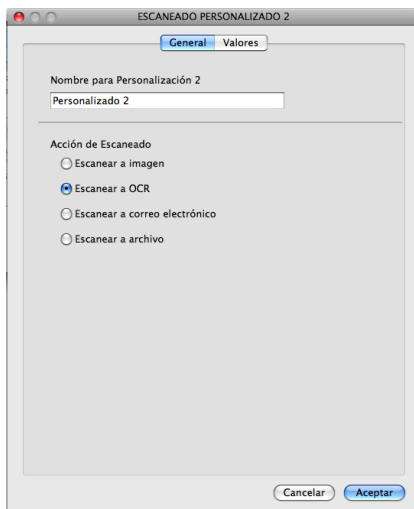 ESCANEADO PERSONALIZADO 2
General Valores
Nombre para Personalización 2
Personalizado 2
Acción de Escaneado
Escanear a imagen
Escanear a OCR
Escanear a correo electrónico
Escanear a archivo
Cancelar Aceptar